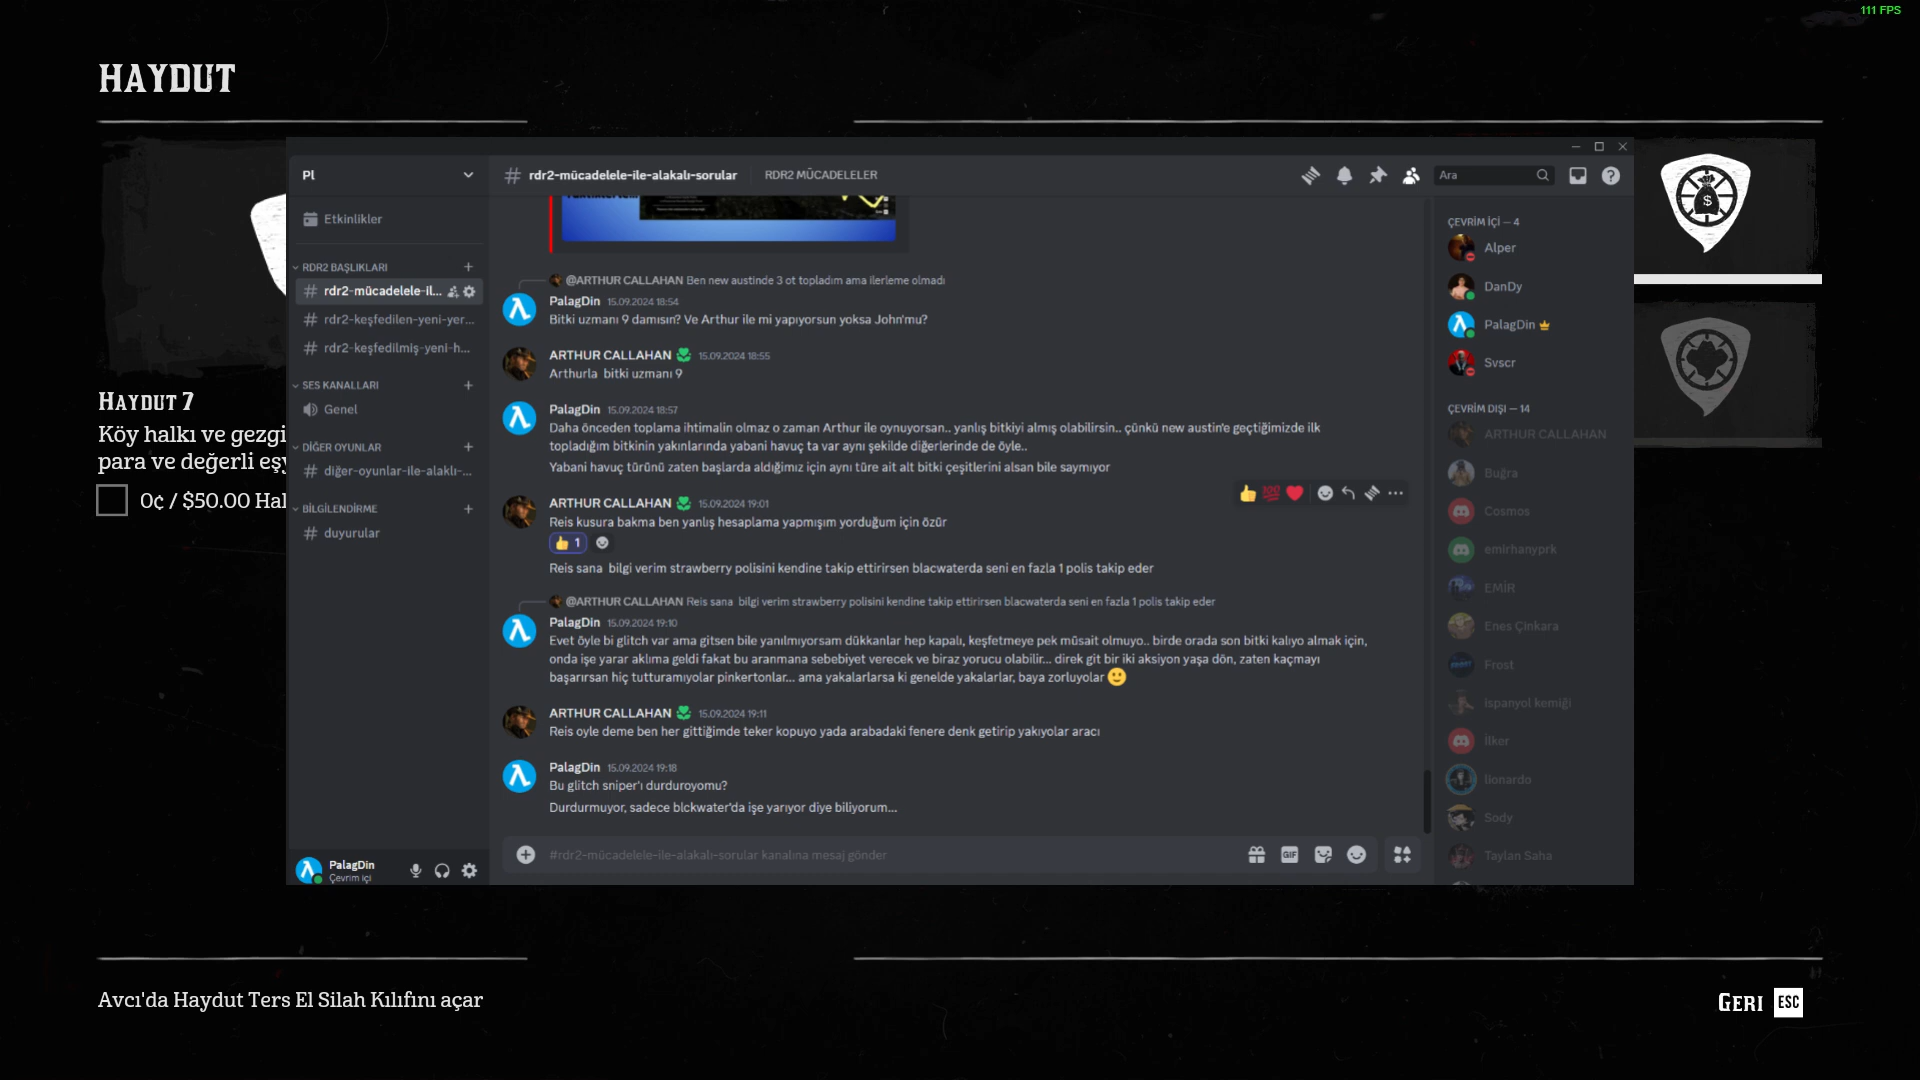 111 FPS
HAYDUT
Pl
# rdr2-mücadelele-ile-alakalı-sorular
RDR2 MÜCADELELER
Ara
Etkinlikler
RDR2 BAŞLIKLARI
# rdr2-mücadelele-il...
# rdr2-keşfedilen-yeni-yer...
# rdr2-keşfedilmiş-yeni-h...
SES KANALLARI
Genel
DİĞER OYUNLAR
# diğer-oyunlar-ile-alaklı-...
BİLGİLENDİRME
# duyurular
PalagDin
Çevrim içi
@ARTHUR CALLAHAN Ben new austinde 3 ot topladım ama ilerleme olmadı
PalagDin 15.09.2024 18:54
Bitki uzmanı 9 damısın? Ve Arthur ile mi yapıyorsun yoksa John'mu?
ARTHUR CALLAHAN 15.09.2024 18:55
Arthurla bitki uzmanı 9
PalagDin 15.09.2024 18:57
Daha önceden toplama ihtimalin olmaz o zaman Arthur ile oynuyorsan.. yanlış bitkiyi almış olabilirsin.. çünkü new austin'e geçtiğimizde ilk
topladığım bitkinin yakınlarında yabani havuç ta var aynı şekilde diğerlerinde de öyle..
Yabani havuç türünü zaten başlarda aldığımız için aynı türe ait alt bitki çeşitlerini alsan bile saymıyor
ARTHUR CALLAHAN 15.09.2024 19:01
Reis kusura bakma ben yanlış hesaplama yapmışım yorduğum için özür
1
Reis sana bilgi verim strawberry polisini kendine takip ettirirsen blacwaterda seni en fazla 1 polis takip eder
@ARTHUR CALLAHAN Reis sana bilgi verim strawberry polisini kendine takip ettirirsen blacwaterda seni en fazla 1 polis takip eder
PalagDin 15.09.2024 19:10
Evet öyle bi glitch var ama gitsen bile yanılmıyorsam dükkanlar hep kapalı, keşfetmeye pek müsait olmuyo.. birde orada son bitki kalıyo almak için,
onda işe yarar aklıma geldi fakat bu aranmana sebebiyet verecek ve biraz yorucu olabilir... direk git bir iki aksiyon yaşa dön, zaten kaçmayı
başarırsan hiç tutturamıyolar pinkertonlar... ama yakalarlarsa ki genelde yakalarlar, baya zorluyolar 🙂
ARTHUR CALLAHAN 15.09.2024 19:11
Reis oyle deme ben her gittiğimde teker kopuyo yada arabadaki fenere denk getirip yakıyolar aracı
PalagDin 15.09.2024 19:18
Bu glitch sniper'ı durduroyomu?
Durdurmuyor, sadece blckwater'da işe yarıyor diye biliyorum...
#rdr2-mücadelele-ile-alakalı-sorular kanalına mesaj gönder
GIF
ÇEVRİM İÇİ — 4
Alper
DanDy
PalagDin
Svscr
ÇEVRİM DIŞI — 14
ARTHUR CALLAHAN
Buğra
Cosmos
emirhanyprk
EMİR
Enes Çinkara
Frost
ispanyol kemiği
ilker
lionardo
Sody
Taylan Saha
HAYDUT 7
Köy halkı ve gezgi
para ve değerli eşy
0¢ / $50.00 Hal
Avcı'da Haydut Ters El Silah Kılıfını açar
GERİ ESC